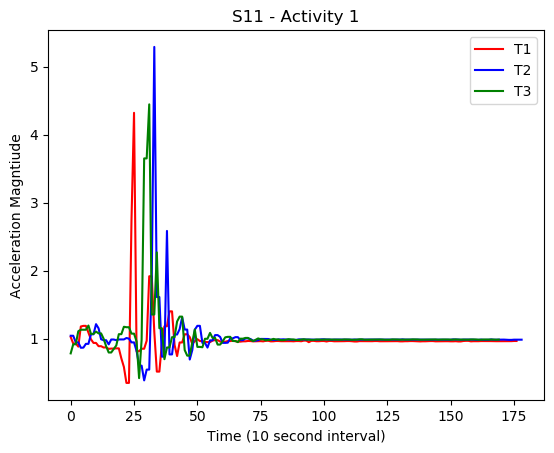 S11 - Activity 1
T1
T2
T3
5
4
3
2
1
Acceleration Magntiude
0
25
50
75
100
125
150
175
Time (10 second interval)